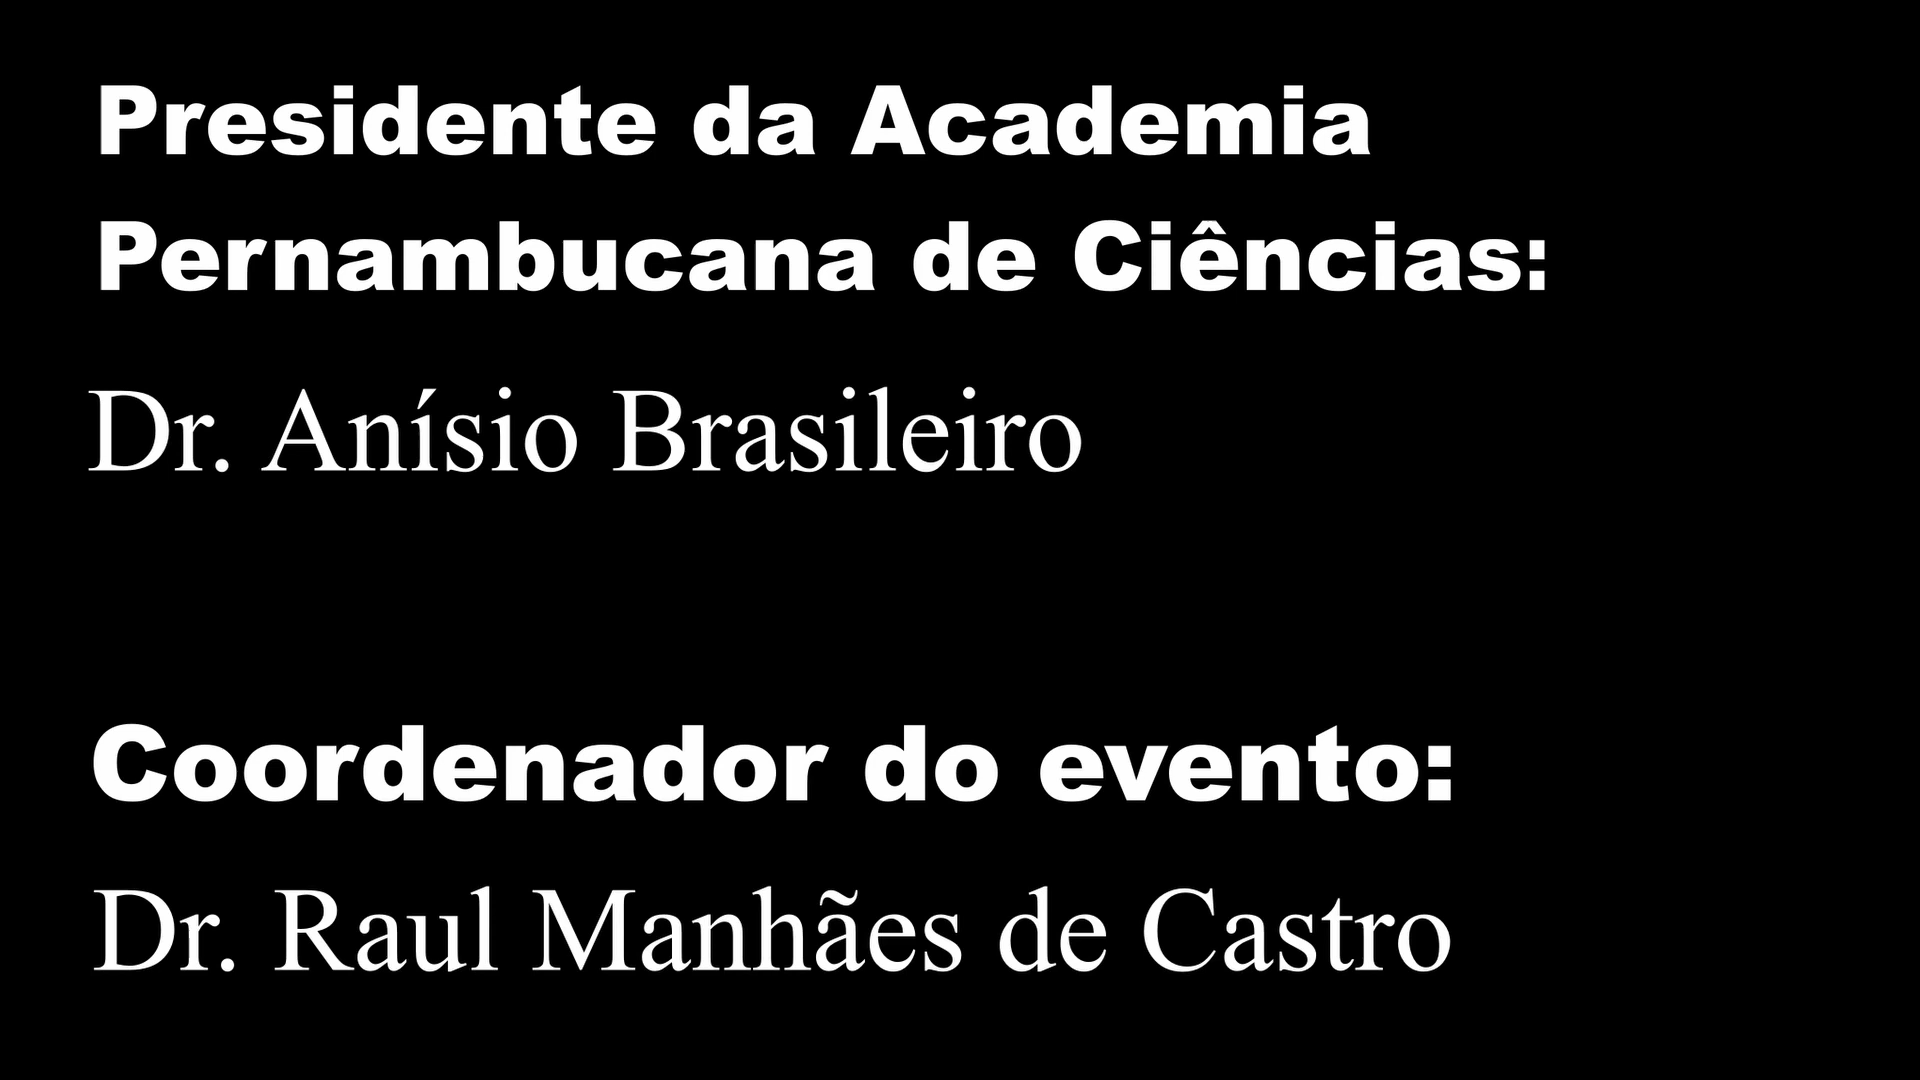 Presidente da Academia
Pernambucana de Ciências:
Dr. Anísio Brasileiro
Coordenador do evento:
Dr. Raul Manhães de Castro